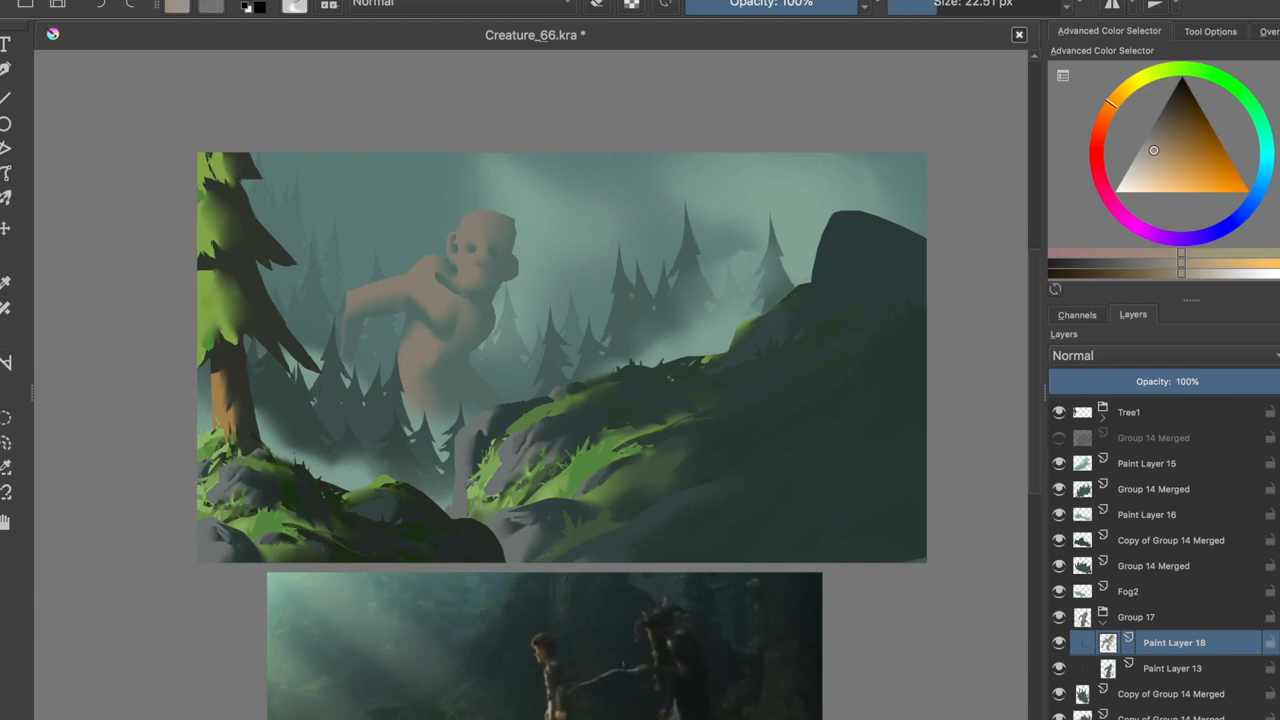 Normal
Opacity: 100%
Size: 22.51 px
Creature_66.kra *
Advanced Color Selector
Tool Options
Over
Advanced Color Selector
Channels
Layers
Layers
Normal
Opacity: 100%
Tree1
Group 14 Merged
Paint Layer 15
Group 14 Merged
Paint Layer 16
Copy of Group 14 Merged
Group 14 Merged
Fog2
Group 17
Paint Layer 18
Paint Layer 13
Copy of Group 14 Merged